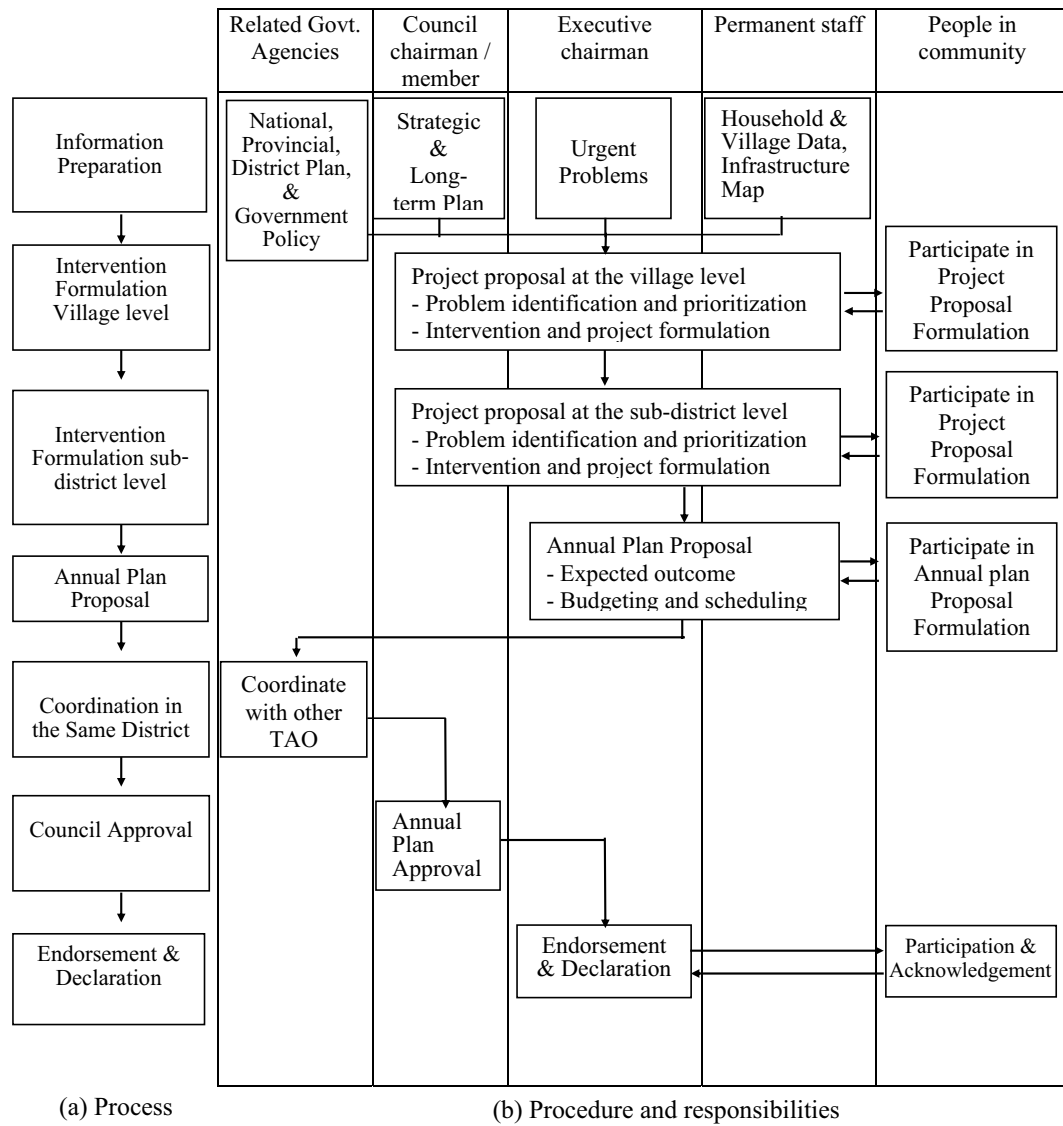 Related Govt.
Agencies
Council
chairman /
member
Executive
chairman
Permanent staff
People in
community
Information
Preparation
National,
Provincial,
District Plan,
&
Government
Policy
Strategic
&
Long-
term Plan
Urgent
Problems
Household &
Village Data,
Infrastructure
Map
Intervention
Formulation
Village level
Project proposal at the village level
- Problem identification and prioritization
- Intervention and project formulation
Participate in
Project
Proposal
Formulation
Intervention
Formulation sub-
district level
Project proposal at the sub-district level
- Problem identification and prioritization
- Intervention and project formulation
Participate in
Project
Proposal
Formulation
Annual Plan
Proposal
Annual Plan Proposal
- Expected outcome
- Budgeting and scheduling
Participate in
Annual plan
Proposal
Formulation
Coordination in
the Same District
Coordinate
with other
TAO
Council Approval
Annual
Plan
Approval
Endorsement &
Declaration
Endorsement
& Declaration
Participation &
Acknowledgement
(a) Process
(b) Procedure and responsibilities